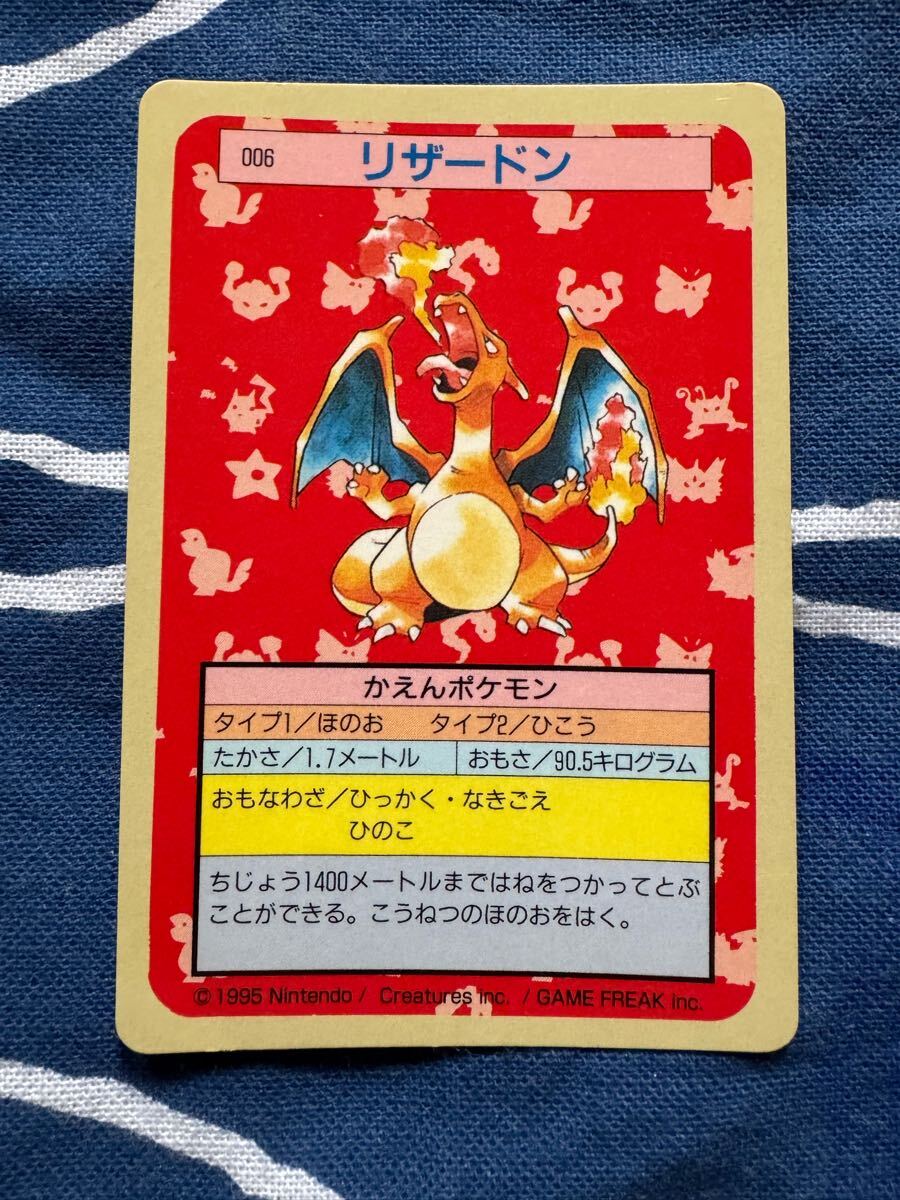 006 リザードン
かえんポケモン
タイプ1／ほのお タイプ2／ひこう
たかさ／1.7メートル おもさ／90.5キログラム
おもなわざ／ひっかく・なきごえ
ひのこ
ちじょう1400メートルまではねをつかってとぶ
ことができる。こうねつのほのおをはく。
© 1995 Nintendo / Creatures inc. / GAME FREAK inc.